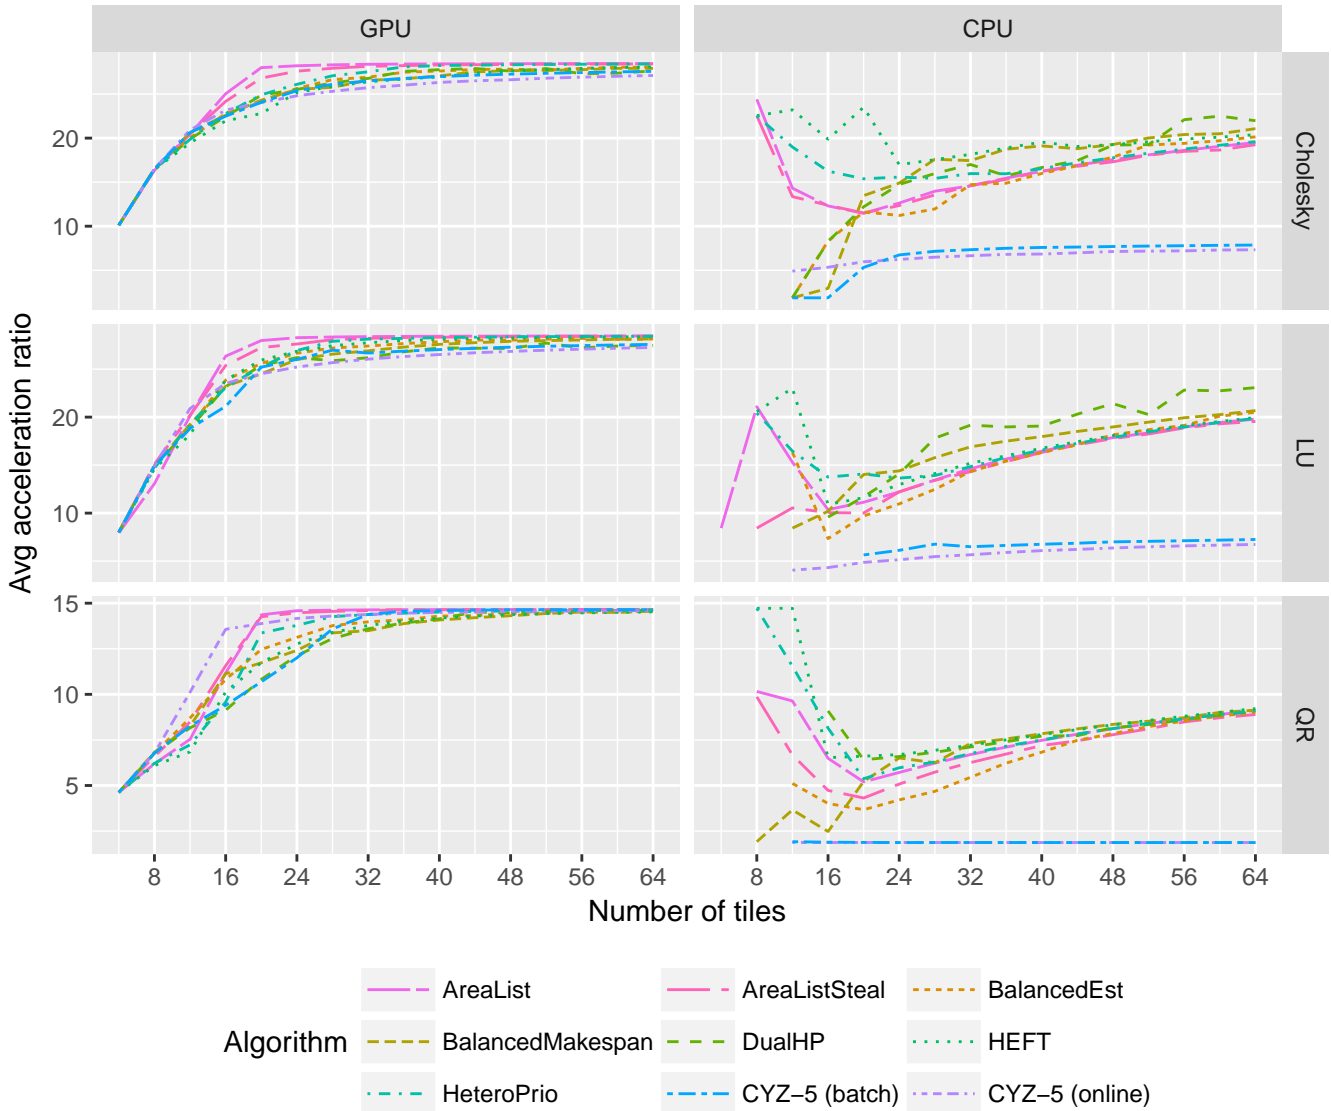 GPU
CPU
20
10
Cholesky
20
10
LU
15
10
5
QR
Avg acceleration ratio
8 16 24 32 40 48 56 64
8 16 24 32 40 48 56 64
Number of tiles
Algorithm
AreaList
AreaListSteal
BalancedEst
BalancedMakespan
DualHP
HEFT
HeteroPrio
CYZ−5 (batch)
CYZ−5 (online)